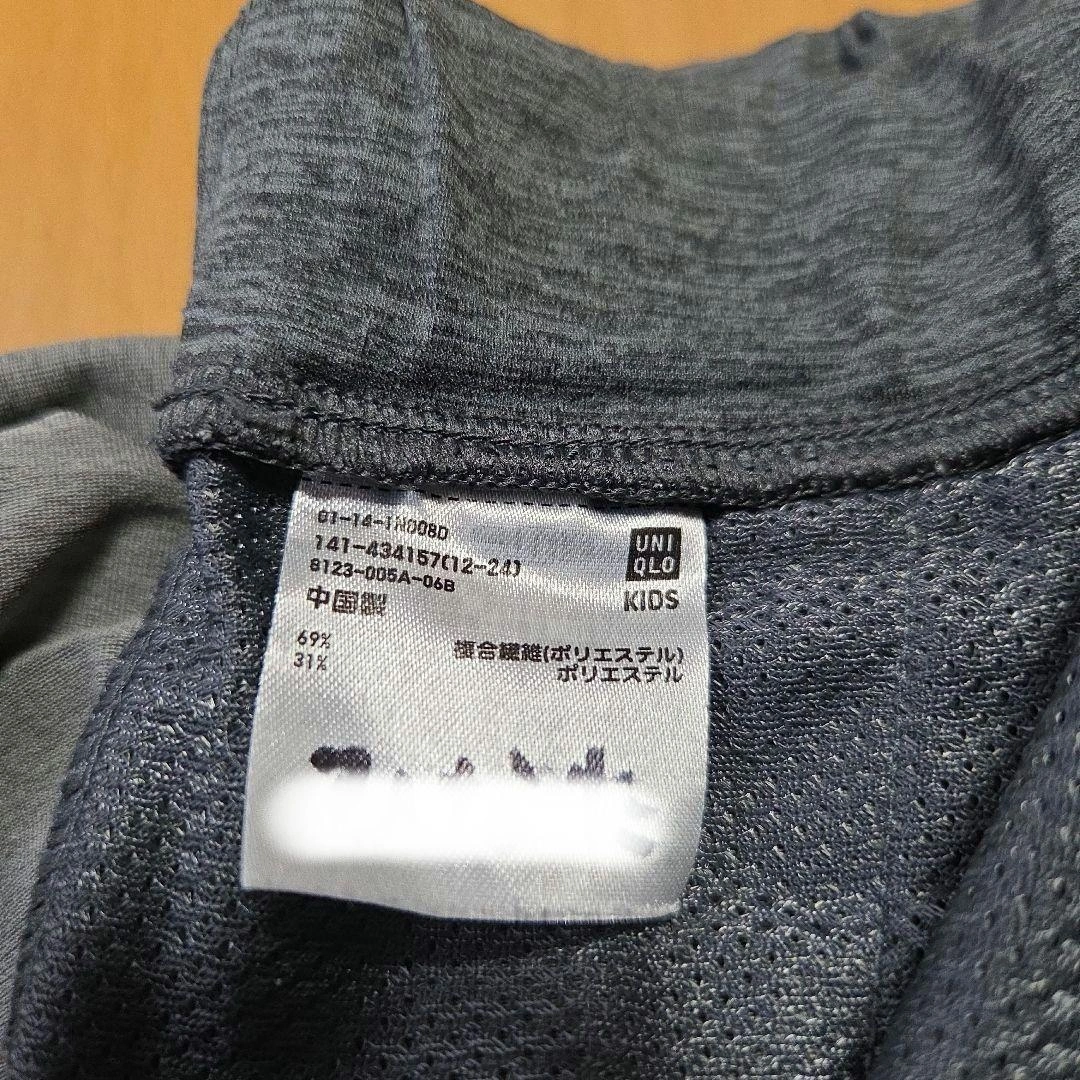 01-14-1N008D
141-434157(12-24)
8123-005A-06B
中国製
UNI
QLO
KIDS
69% 複合繊維(ポリエステル)
31% ポリエステル